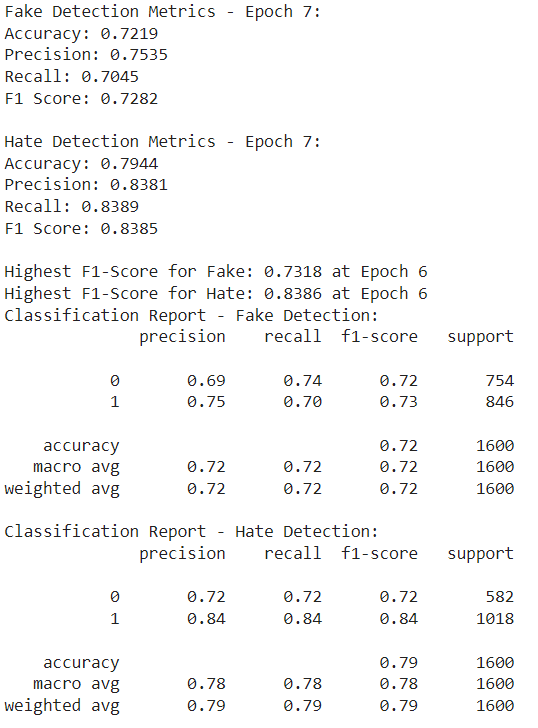 Fake Detection Metrics - Epoch 7:
Accuracy: 0.7219
Precision: 0.7535
Recall: 0.7045
F1 Score: 0.7282
Hate Detection Metrics - Epoch 7:
Accuracy: 0.7944
Precision: 0.8381
Recall: 0.8389
F1 Score: 0.8385
Highest F1-Score for Fake: 0.7318 at Epoch 6
Highest F1-Score for Hate: 0.8386 at Epoch 6
Classification Report - Fake Detection:
precision recall f1-score support
0 0.69 0.74 0.72 754
1 0.75 0.70 0.73 846
accuracy 0.72 1600
macro avg 0.72 0.72 0.72 1600
weighted avg 0.72 0.72 0.72 1600
Classification Report - Hate Detection:
precision recall f1-score support
0 0.72 0.72 0.72 582
1 0.84 0.84 0.84 1018
accuracy 0.79 1600
macro avg 0.78 0.78 0.78 1600
weighted avg 0.79 0.79 0.79 1600